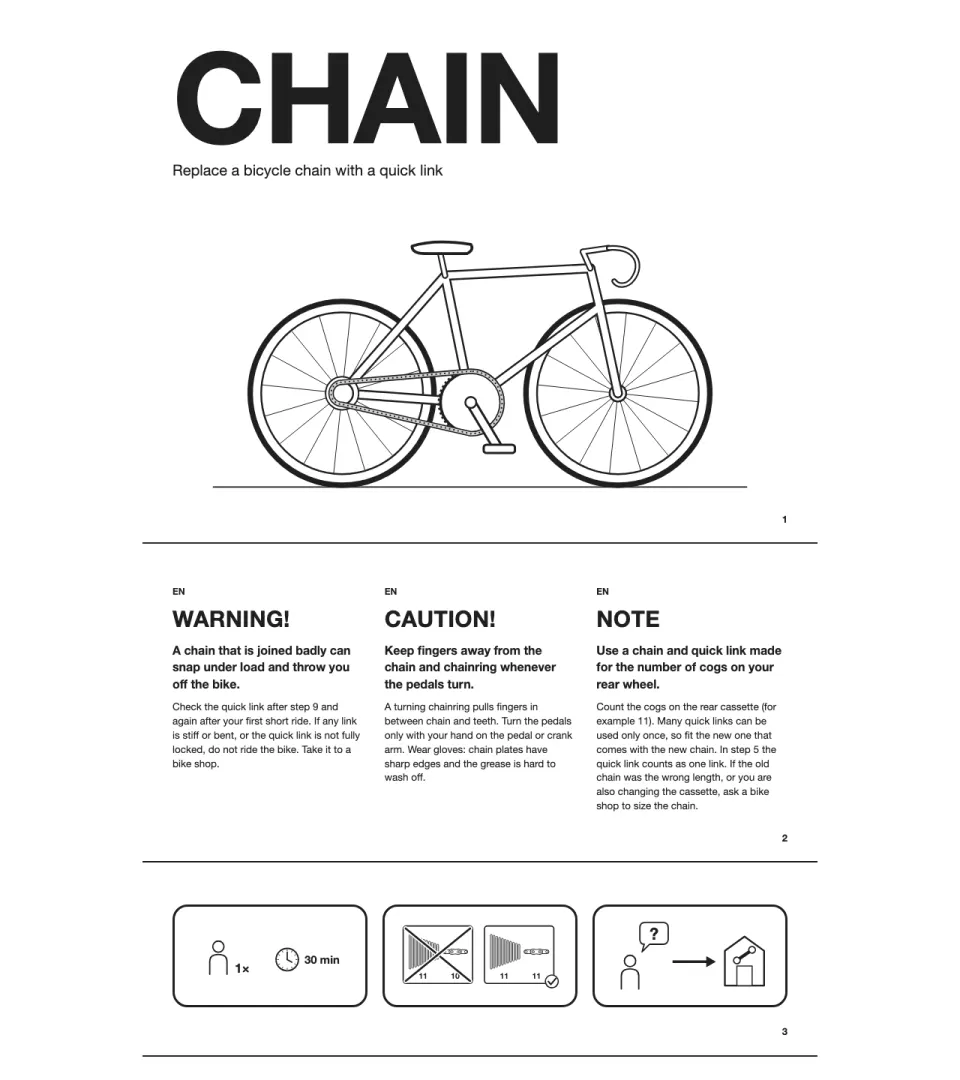 CHAIN
Replace a bicycle chain with a quick link
1
EN
WARNING!
A chain that is joined badly can
snap under load and throw you
off the bike.
Check the quick link after step 9 and
again after your first short ride. If any link
is stiff or bent, or the quick link is not fully
locked, do not ride the bike. Take it to a
bike shop.
EN
CAUTION!
Keep fingers away from the
chain and chainring whenever
the pedals turn.
A turning chainring pulls fingers in
between chain and teeth. Turn the pedals
only with your hand on the pedal or crank
arm. Wear gloves: chain plates have
sharp edges and the grease is hard to
wash off.
EN
NOTE
Use a chain and quick link made
for the number of cogs on your
rear wheel.
Count the cogs on the rear cassette (for
example 11). Many quick links can be
used only once, so fit the new one that
comes with the new chain. In step 5 the
quick link counts as one link. If the old
chain was the wrong length, or you are
also changing the cassette, ask a bike
shop to size the chain.
2
1×
30 min
11 10
11 11
?
3